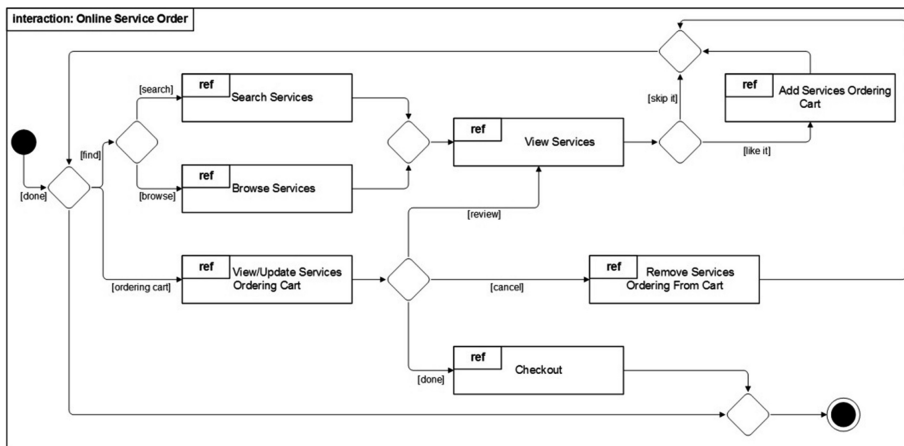 interaction: Online Service Order
[search]
ref
Search Services
ref
Add Services Ordering
Cart
[skip it]
ref
View Services
[like it]
[find]
[done]
[browse]
ref
Browse Services
[review]
ref
View/Update Services
Ordering Cart
[ordering cart]
[cancel]
ref
Remove Services
Ordering From Cart
[done]
ref
Checkout